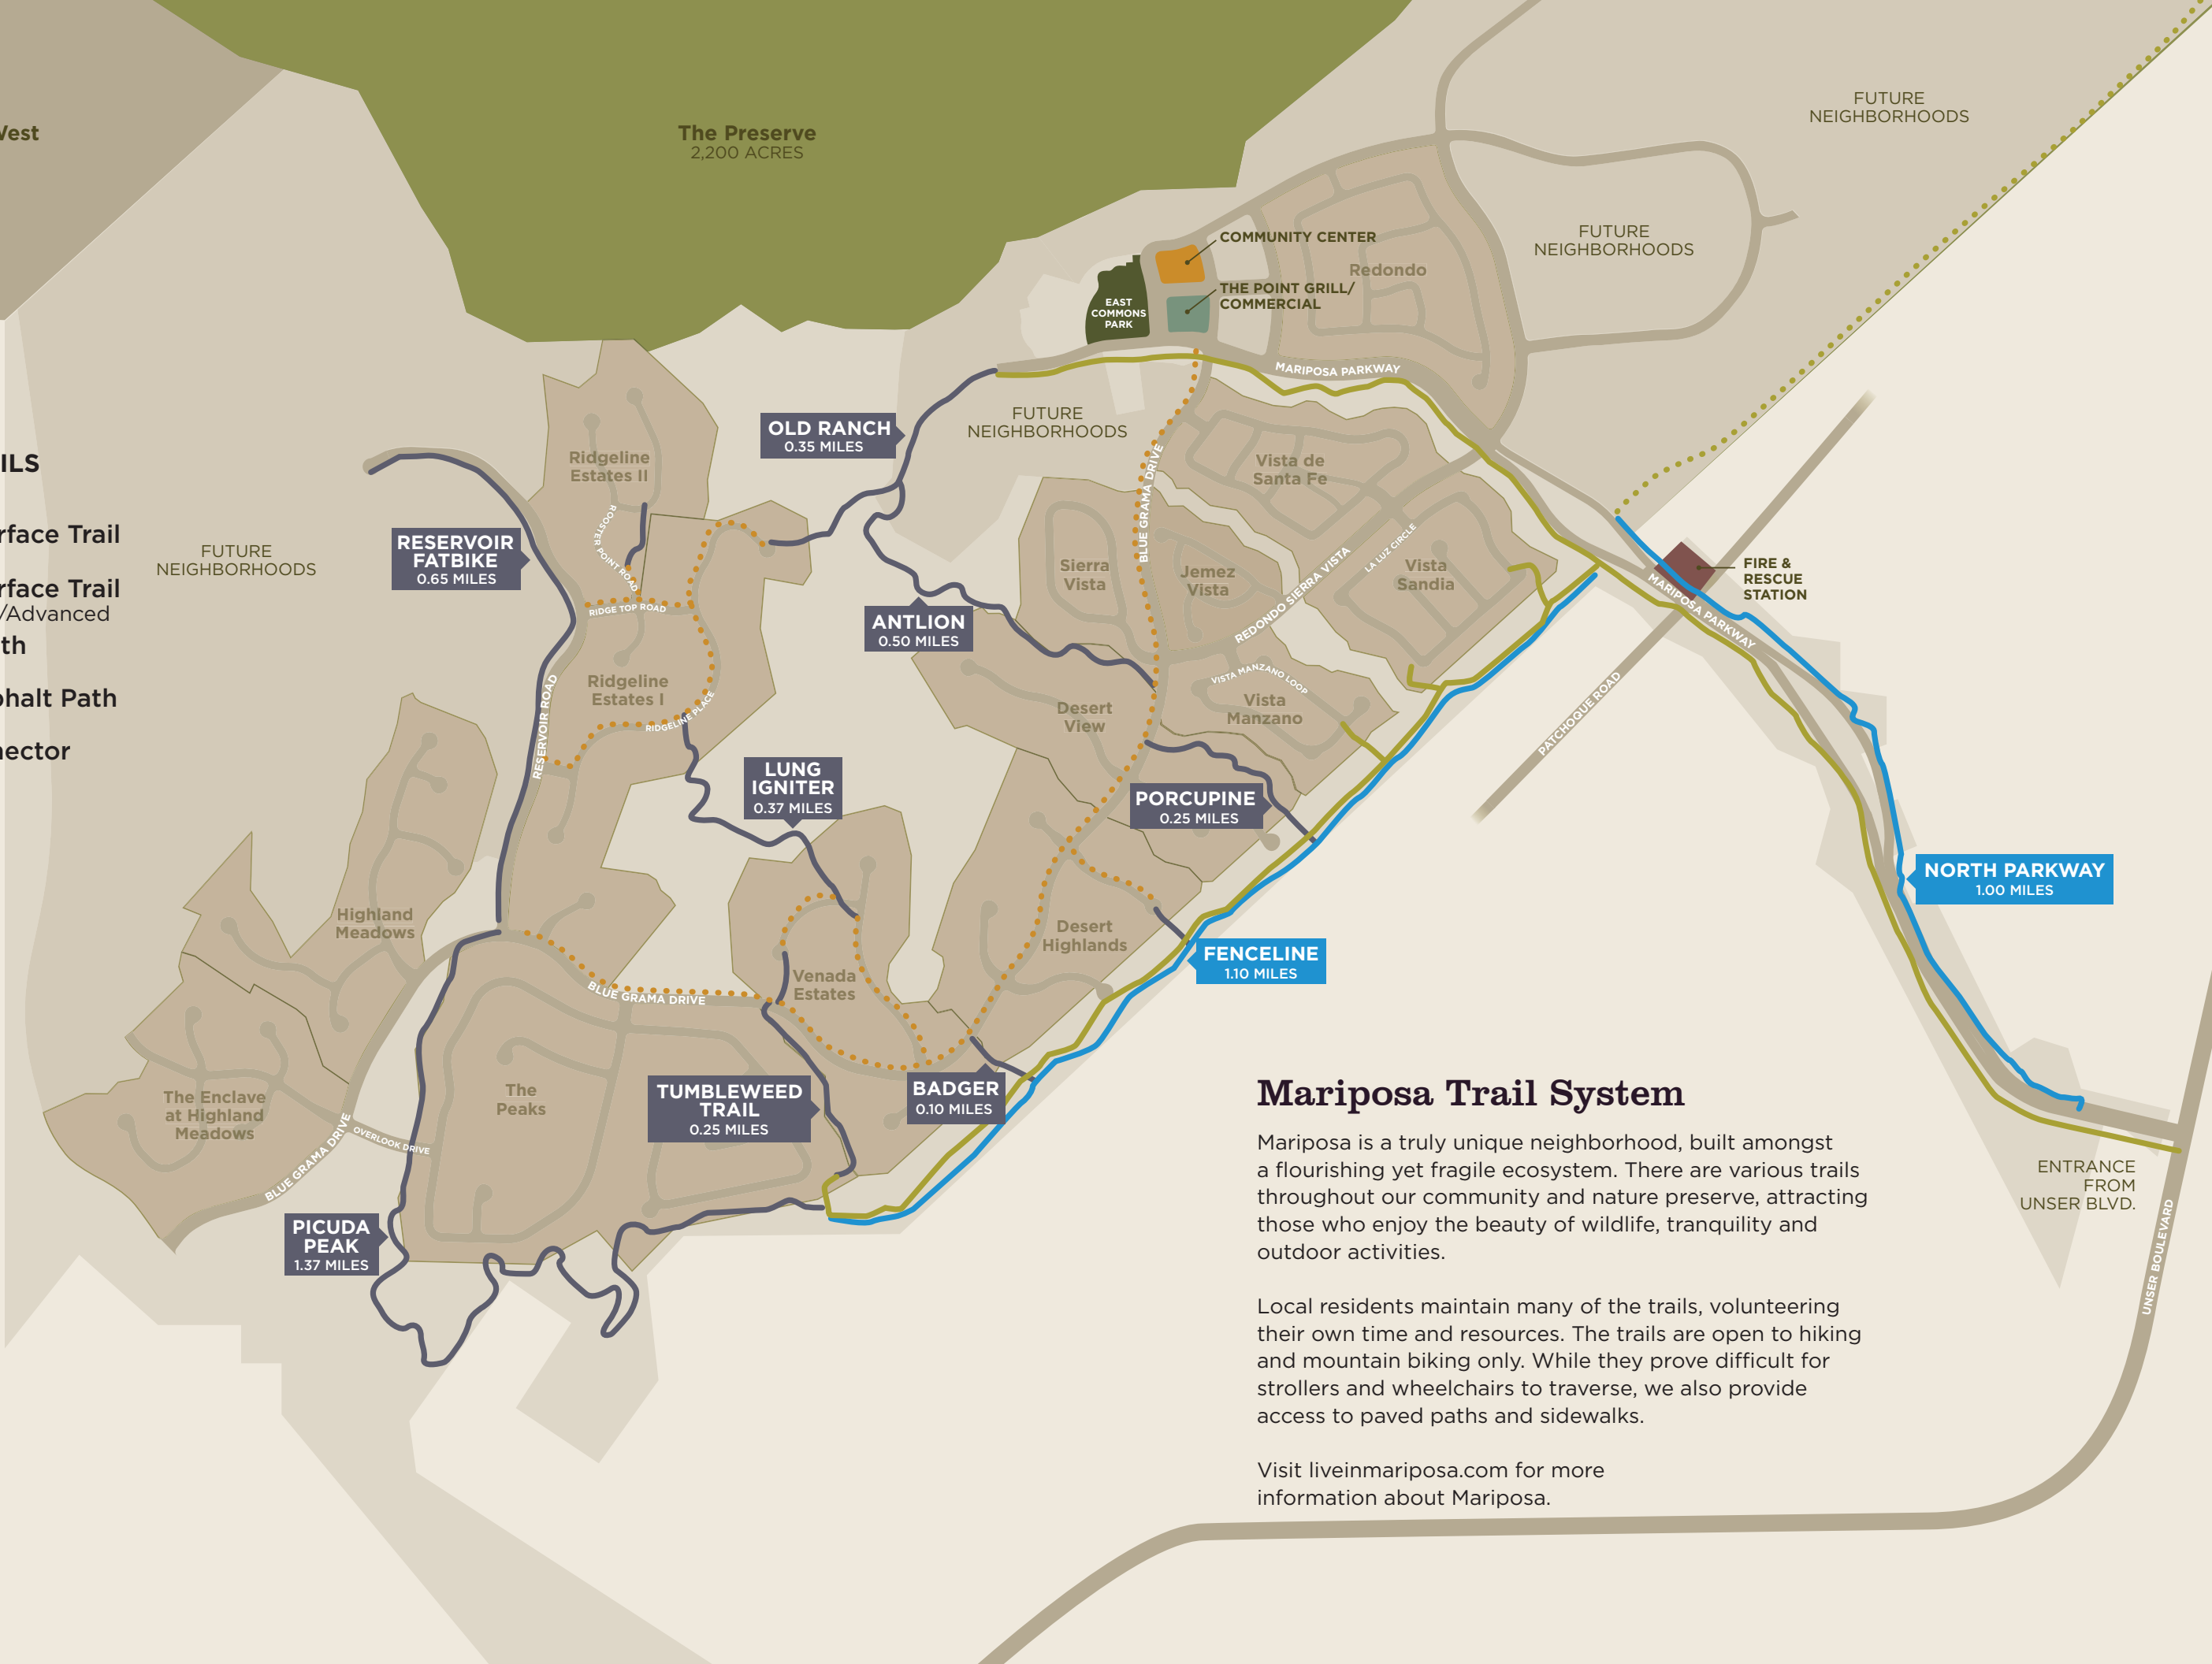 FUTURE
NEIGHBORHOODS
The Preserve
2,200 ACRES
FUTURE
NEIGHBORHOODS
COMMUNITY CENTER
Redondo
THE POINT GRILL/
COMMERCIAL
EAST
COMMONS
PARK
MARIPOSA PARKWAY
OLD RANCH
0.35 MILES
FUTURE
NEIGHBORHOODS
Ridgeline
Estates II
Vista de
Santa Fe
BLUE GRAMA DRIVE
ROOSTER POINT ROAD
RESERVOIR
FATBIKE
0.65 MILES
FUTURE
NEIGHBORHOODS
Sierra
Vista
Jemez
Vista
LA LUZ CIRCLE
Vista
Sandia
REDONDO SIERRA VISTA
FIRE &
RESCUE
STATION
MARIPOSA PARKWAY
RIDGE TOP ROAD
ANTLION
0.50 MILES
VISTA MANZANO LOOP
Ridgeline
Estates I
RIDGELINE PLACE
Vista
Manzano
Desert
View
PATCHOGUE ROAD
RESERVOIR ROAD
LUNG
IGNITER
0.37 MILES
PORCUPINE
0.25 MILES
NORTH PARKWAY
1.00 MILES
Highland
Meadows
Desert
Highlands
FENCELINE
1.10 MILES
Venada
Estates
BLUE GRAMA DRIVE
The
Peaks
TUMBLEWEED
TRAIL
0.25 MILES
BADGER
0.10 MILES
The Enclave
at Highland
Meadows
OVERLOOK DRIVE
BLUE GRAMA DRIVE
PICUDA
PEAK
1.37 MILES
ENTRANCE
FROM
UNSER BLVD.
UNSER BOULEVARD
Mariposa Trail System
Mariposa is a truly unique neighborhood, built amongst
a flourishing yet fragile ecosystem. There are various trails
throughout our community and nature preserve, attracting
those who enjoy the beauty of wildlife, tranquility and
outdoor activities.
Local residents maintain many of the trails, volunteering
their own time and resources. The trails are open to hiking
and mountain biking only. While they prove difficult for
strollers and wheelchairs to traverse, we also provide
access to paved paths and sidewalks.
Visit liveinmariposa.com for more
information about Mariposa.
Trail
Trail
/Advanced
Path